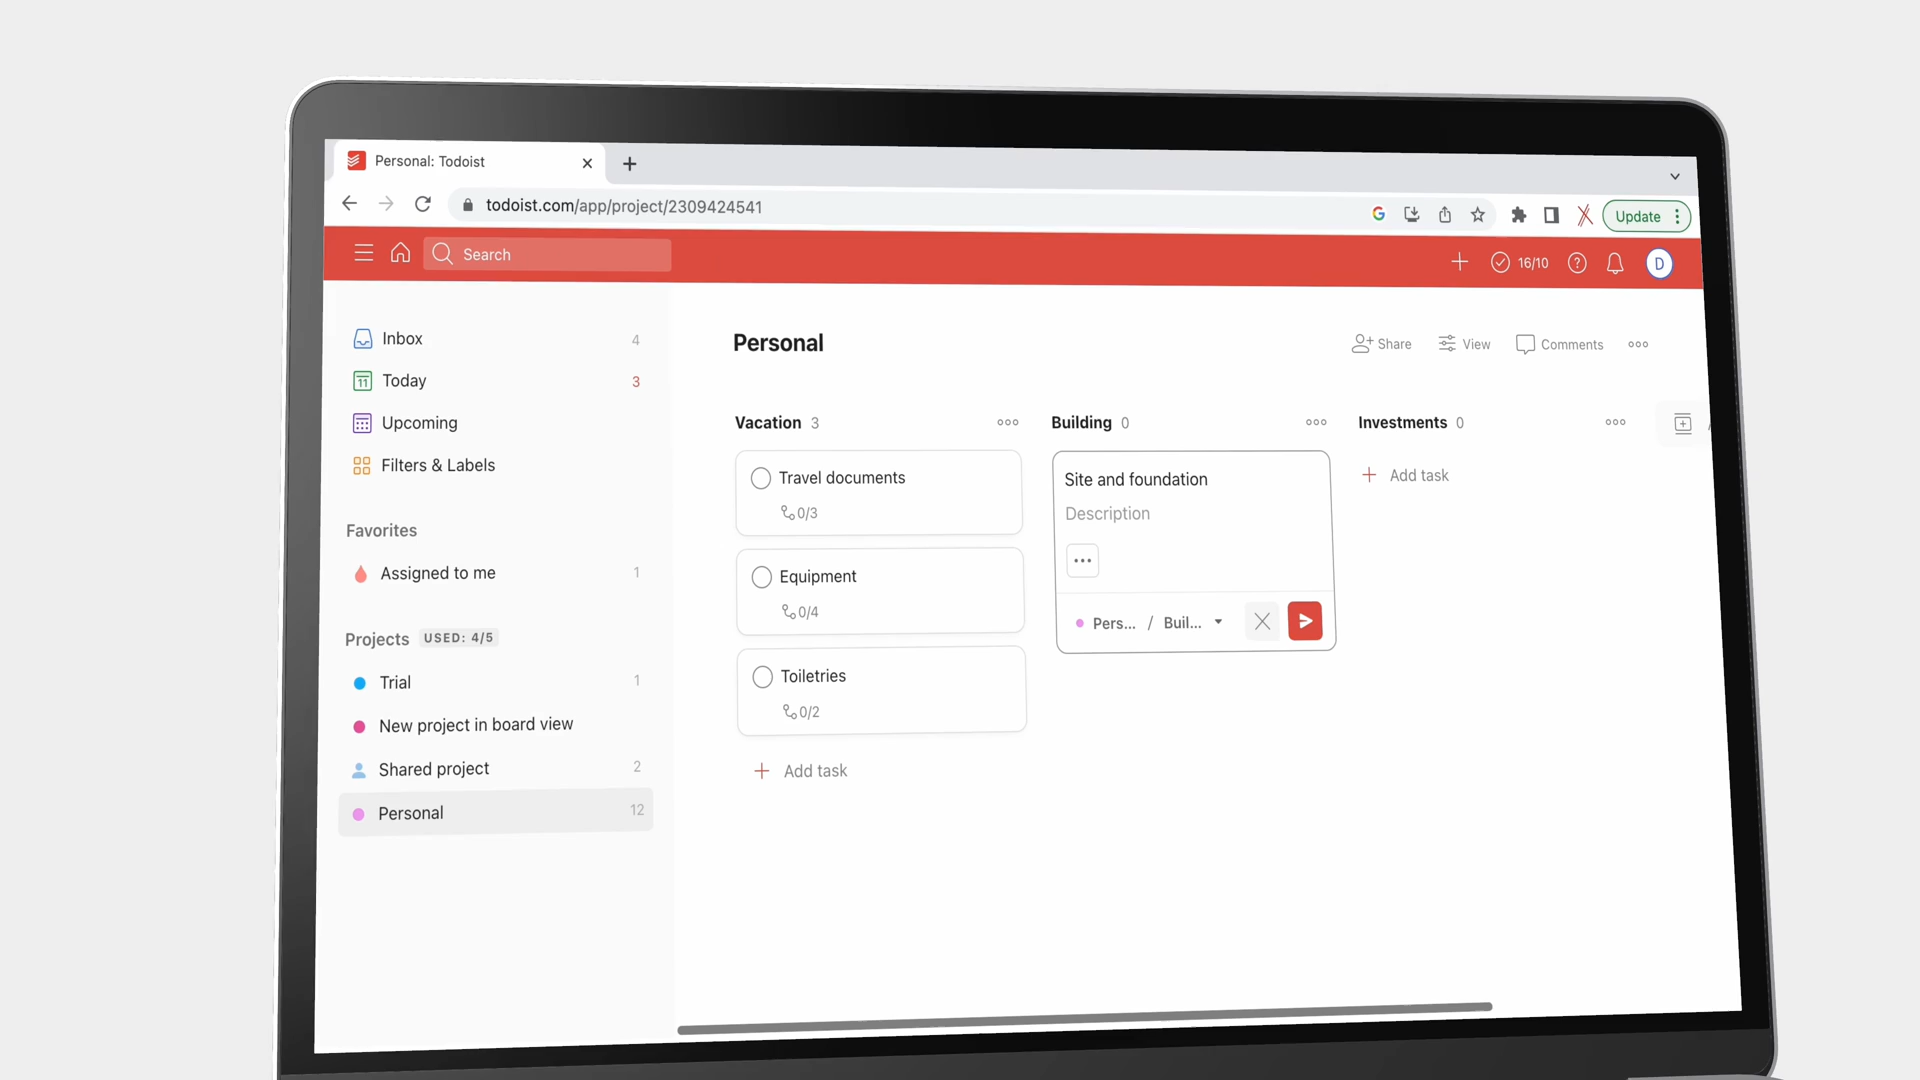 Personal: Todoist
todoist.com/app/project/2309424541
Update
Search
16/10
D
Inbox 4
11
Today 3
Upcoming
Filters & Labels
Favorites
Assigned to me 1
Projects USED: 4/5
Trial 1
New project in board view
Shared project 2
Personal 12
Personal
Share
View
Comments
Vacation 3
Travel documents
0/3
Equipment
0/4
Toiletries
0/2
Add task
Building 0
Site and foundation
Description
Pers... / Buil...
Investments 0
Add task